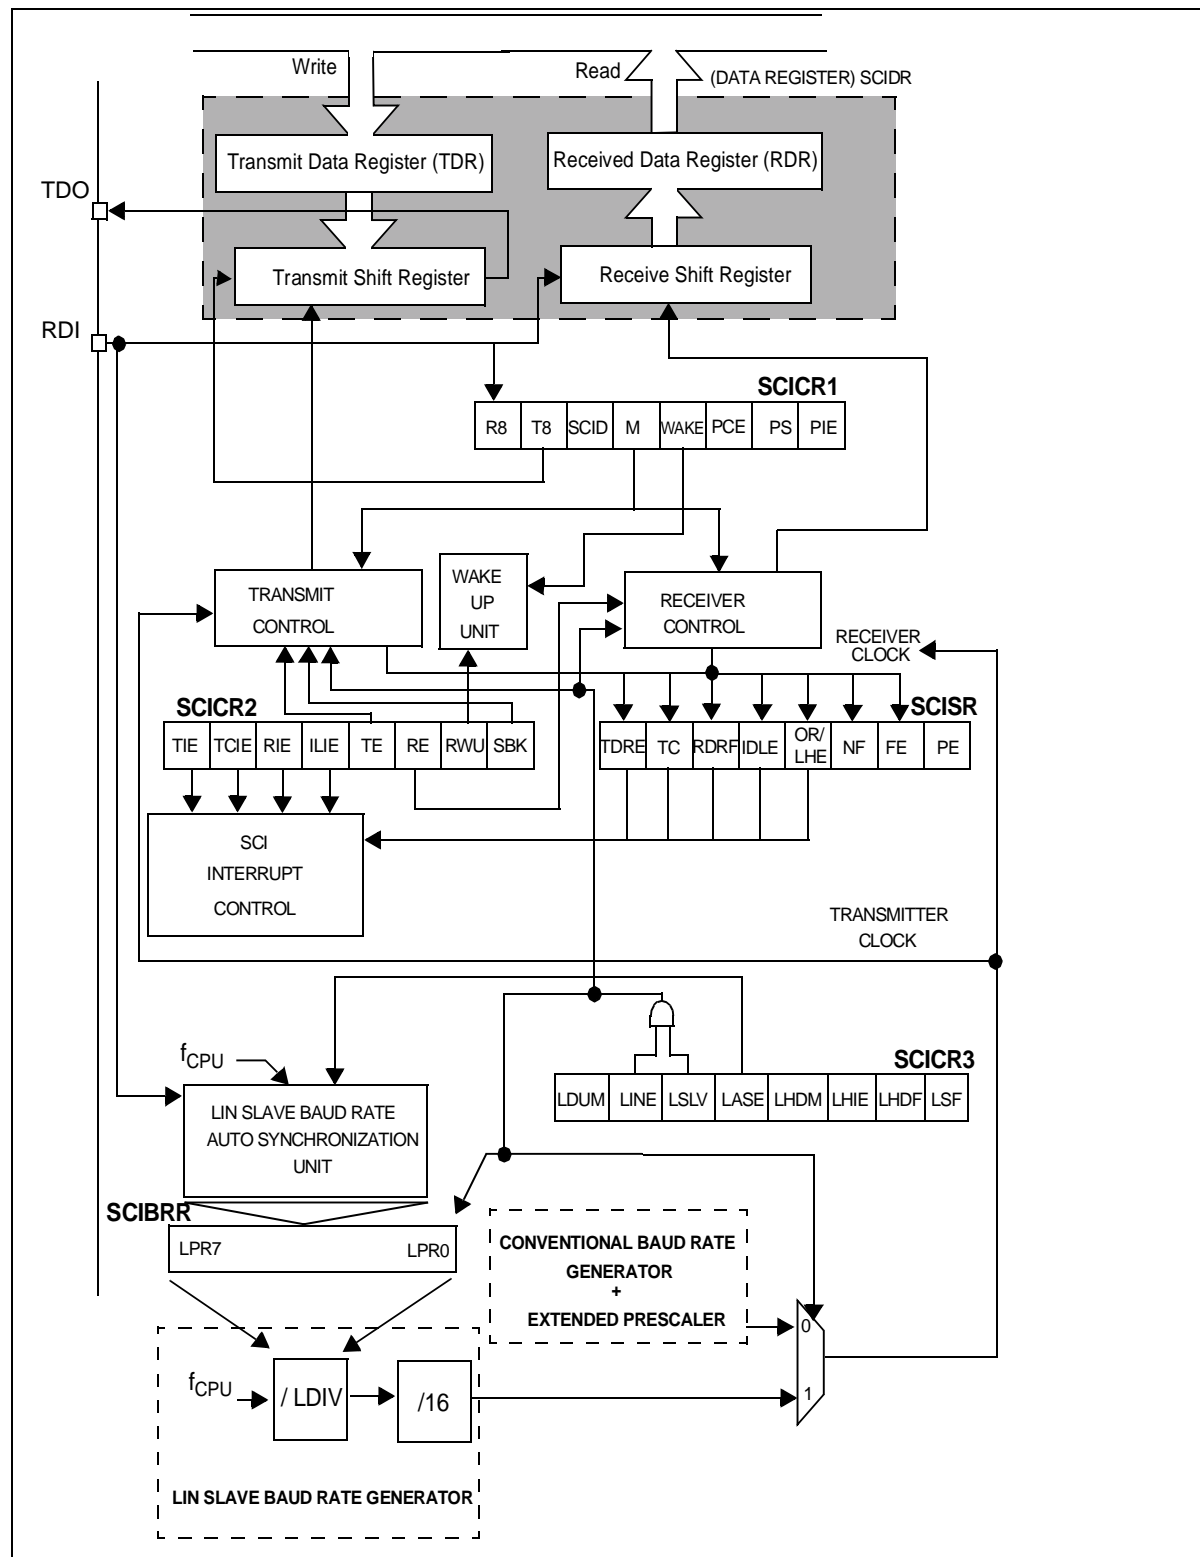 Write
Read
(DATA REGISTER) SCIDR
Transmit Data Register (TDR)
Received Data Register (RDR)
TDO
Transmit Shift Register
Receive Shift Register
RDI
SCICR1
R8 T8 SCID M WAKE PCE PS PIE
TRANSMIT
CONTROL
WAKE
UP
UNIT
RECEIVER
CONTROL
RECEIVER
CLOCK
SCICR2
TIE TCIE RIE ILIE TE RE RWU SBK
SCISR
TDRE TC RDRF IDLE OR/
LHE NF FE PE
SCI
INTERRUPT
CONTROL
TRANSMITTER
CLOCK
fCPU
SCICR3
LDUM LINE LSLV LASE LHDM LHIE LHDF LSF
LIN SLAVE BAUD RATE
AUTO SYNCHRONIZATION
UNIT
SCIBRR
LPR7 LPR0
CONVENTIONAL BAUD RATE
GENERATOR
+
EXTENDED PRESCALER
0
1
fCPU
/ LDIV
/16
LIN SLAVE BAUD RATE GENERATOR